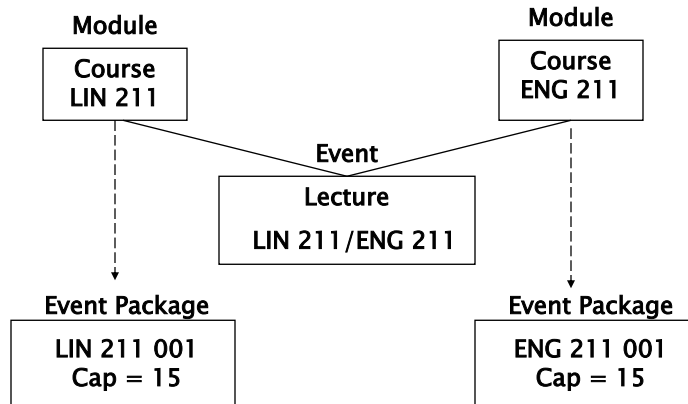 Module
Course
LIN 211
Module
Course
ENG 211
Event
Lecture
LIN 211/ENG 211
Event Package
LIN 211 001
Cap = 15
Event Package
ENG 211 001
Cap = 15